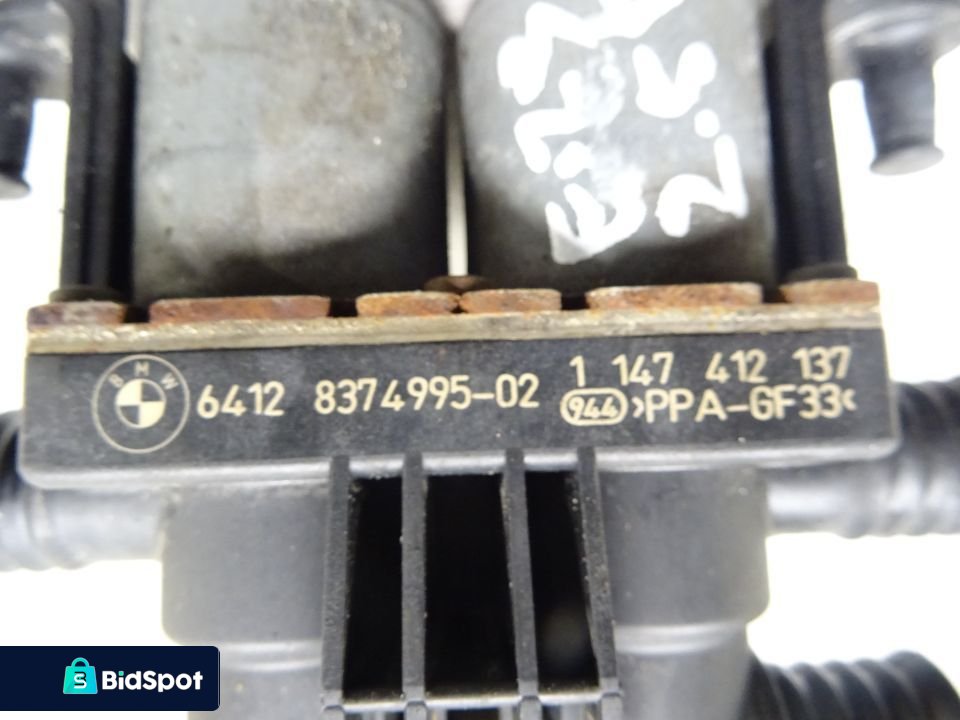 BMW 6412 8374995-02 1 147 412 137
944 >PPA-GF33<
S BidSpot